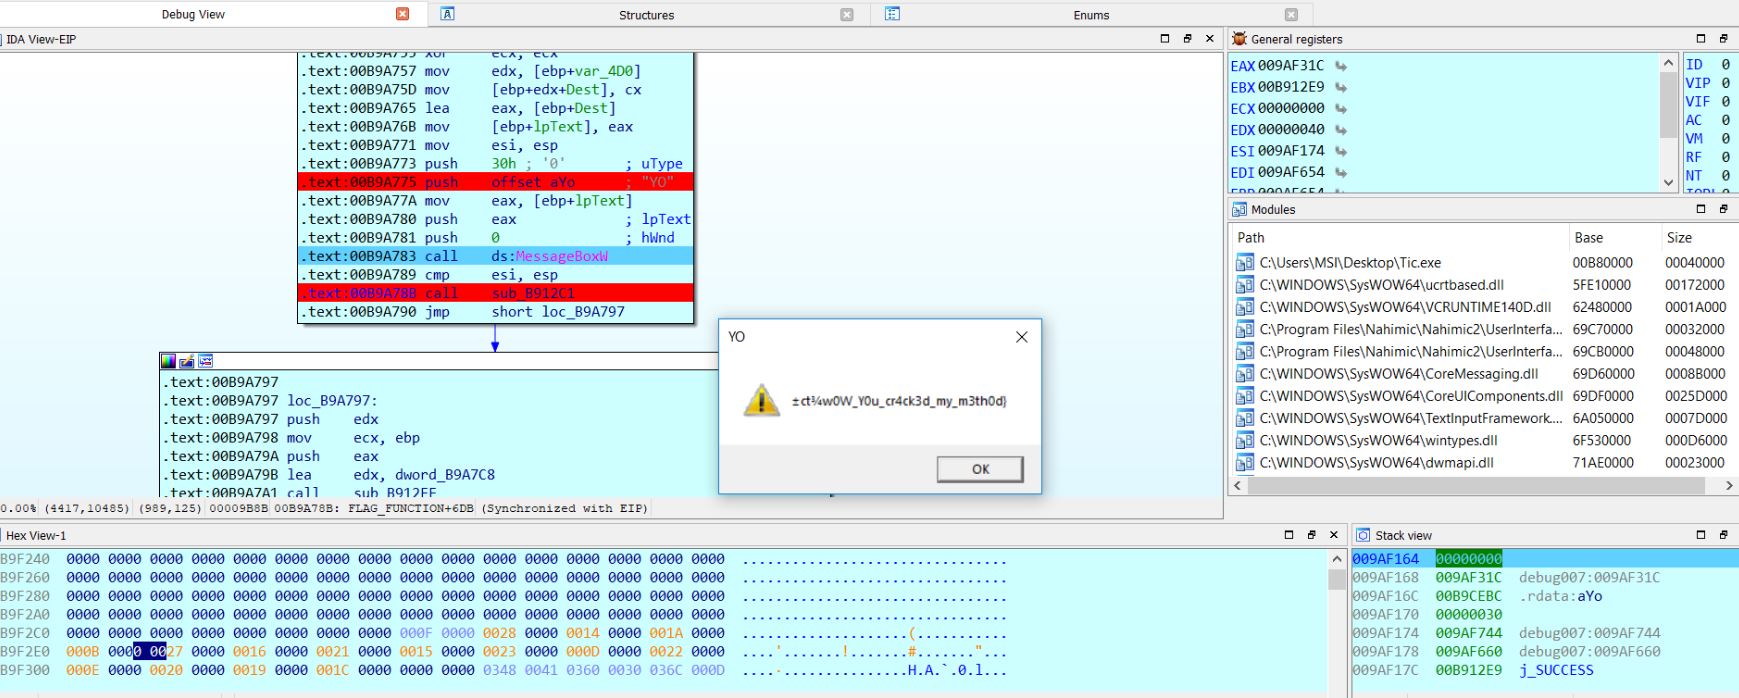 Debug View
Structures
Enums
IDA View-EIP
.text:00B9A755 xor ecx, ecx
.text:00B9A757 mov edx, [ebp+var_4D0]
.text:00B9A75D mov [ebp+edx+Dest], cx
.text:00B9A765 lea eax, [ebp+Dest]
.text:00B9A76B mov [ebp+lpText], eax
.text:00B9A771 mov esi, esp
.text:00B9A773 push 30h ; '0' ; uType
.text:00B9A775 push offset aYo ; "YO"
.text:00B9A77A mov eax, [ebp+lpText]
.text:00B9A780 push eax ; lpText
.text:00B9A781 push 0 ; hWnd
.text:00B9A783 call ds:MessageBoxW
.text:00B9A789 cmp esi, esp
.text:00B9A78B call sub_B912C1
.text:00B9A790 jmp short loc_B9A797
.text:00B9A797
.text:00B9A797 loc_B9A797:
.text:00B9A797 push edx
.text:00B9A798 mov ecx, ebp
.text:00B9A79A push eax
.text:00B9A79B lea edx, dword_B9A7C8
.text:00B9A7A1 call sub_B912EE
0.00% (4417,10485) (989,125) 00009B8B 00B9A78B: FLAG_FUNCTION+6DB (Synchronized with EIP)
YO
±ct¾w0W_Y0u_cr4ck3d_my_m3th0d}
OK
General registers
EAX 009AF31C
EBX 00B912E9
ECX 00000000
EDX 00000040
ESI 009AF174
EDI 009AF654
EBP 009AF654
ID 0
VIP 0
VIF 0
AC 0
VM 0
RF 0
NT 0
IOPL 0
Modules
Path Base Size
C:\Users\MSI\Desktop\Tic.exe 00B80000 00040000
C:\WINDOWS\SysWOW64\ucrtbased.dll 5FE10000 00172000
C:\WINDOWS\SysWOW64\VCRUNTIME140D.dll 62480000 0001A000
C:\Program Files\Nahimic\Nahimic2\UserInterfa... 69C70000 00032000
C:\Program Files\Nahimic\Nahimic2\UserInterfa... 69CB0000 00048000
C:\WINDOWS\SysWOW64\CoreMessaging.dll 69D60000 0008B000
C:\WINDOWS\SysWOW64\CoreUIComponents.dll 69DF0000 0025D000
C:\WINDOWS\SysWOW64\TextInputFramework.... 6A050000 0007D000
C:\WINDOWS\SysWOW64\wintypes.dll 6F530000 000D6000
C:\WINDOWS\SysWOW64\dwmapi.dll 71AE0000 00023000
Hex View-1
B9F240 0000 0000 0000 0000 0000 0000 0000 0000 0000 0000 0000 0000 0000 0000 0000 0000 ................................
B9F260 0000 0000 0000 0000 0000 0000 0000 0000 0000 0000 0000 0000 0000 0000 0000 0000 ................................
B9F280 0000 0000 0000 0000 0000 0000 0000 0000 0000 0000 0000 0000 0000 0000 0000 0000 ................................
B9F2A0 0000 0000 0000 0000 0000 0000 0000 0000 0000 0000 0000 0000 0000 0000 0000 0000 ................................
B9F2C0 0000 0000 0000 0000 0000 0000 0000 0000 000F 0000 0028 0000 0014 0000 001A 0000 ....................(...........
B9F2E0 000B 0000 0027 0000 0016 0000 0021 0000 0015 0000 0023 0000 000D 0000 0022 0000 ....'.......!.......#......."...
B9F300 000E 0000 0020 0000 0019 0000 001C 0000 0000 0000 0348 0041 0360 0030 036C 000D ....·...............H.A.`.0.l...
Stack view
009AF164 00000000
009AF168 009AF31C debug007:009AF31C
009AF16C 00B9CEBC .rdata:aYo
009AF170 00000030
009AF174 009AF744 debug007:009AF744
009AF178 009AF660 debug007:009AF660
009AF17C 00B912E9 j_SUCCESS